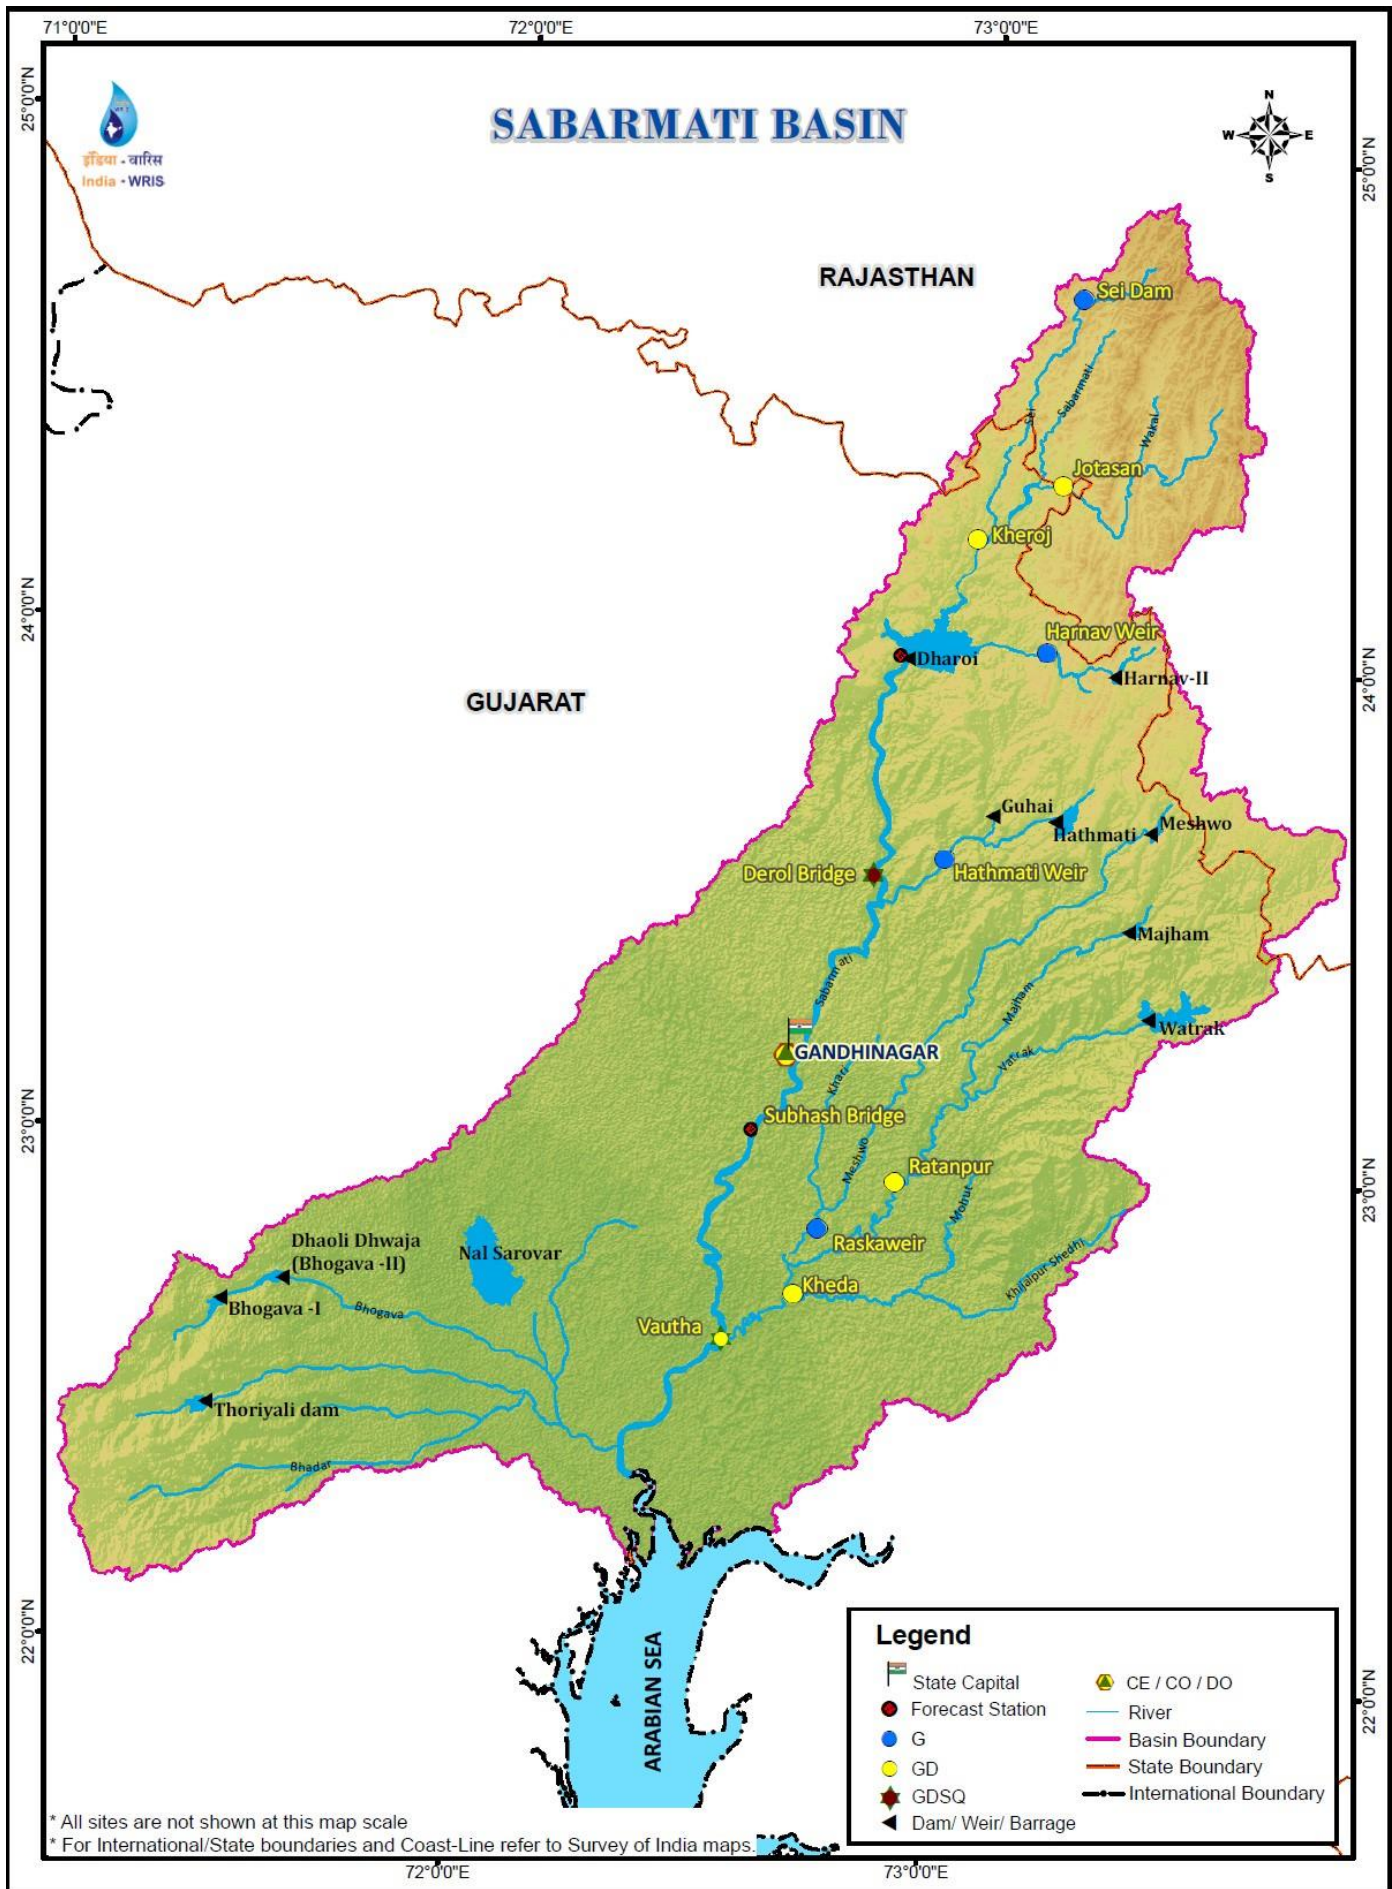 71°0'0"E
72°0'0"E
73°0'0"E
25°0'0"N
25°0'0"N
इंडिया - वारिस
India - WRIS
SABARMATI BASIN
N
W
E
S
RAJASTHAN
Sei Dam
Sei
Sabarmati
Wakal
Jotasan
Kheroj
24°0'0"N
24°0'0"N
Harnav Weir
Dharoi
Harnav-II
GUJARAT
Guhai
Hathmati
Meshwo
Derol Bridge
Hathmati Weir
Majham
Sabarmati
Majham
Watrak
GANDHINAGAR
Vatrak
Khari
Subhash Bridge
23°0'0"N
23°0'0"N
Meshwo
Ratanpur
Mohut
Raskaweir
Dhaoli Dhwaja
(Bhogava -II)
Nal Sarovar
Khijalpur Shedhi
Kheda
Bhogava -I
Bhogava
Vautha
Thoriyali dam
Bhadar
22°0'0"N
22°0'0"N
ARABIAN SEA
Legend
State Capital
CE / CO / DO
Forecast Station
River
G
Basin Boundary
GD
State Boundary
GDSQ
International Boundary
Dam/ Weir/ Barrage
* All sites are not shown at this map scale
* For International/State boundaries and Coast-Line refer to Survey of India maps.
72°0'0"E
73°0'0"E